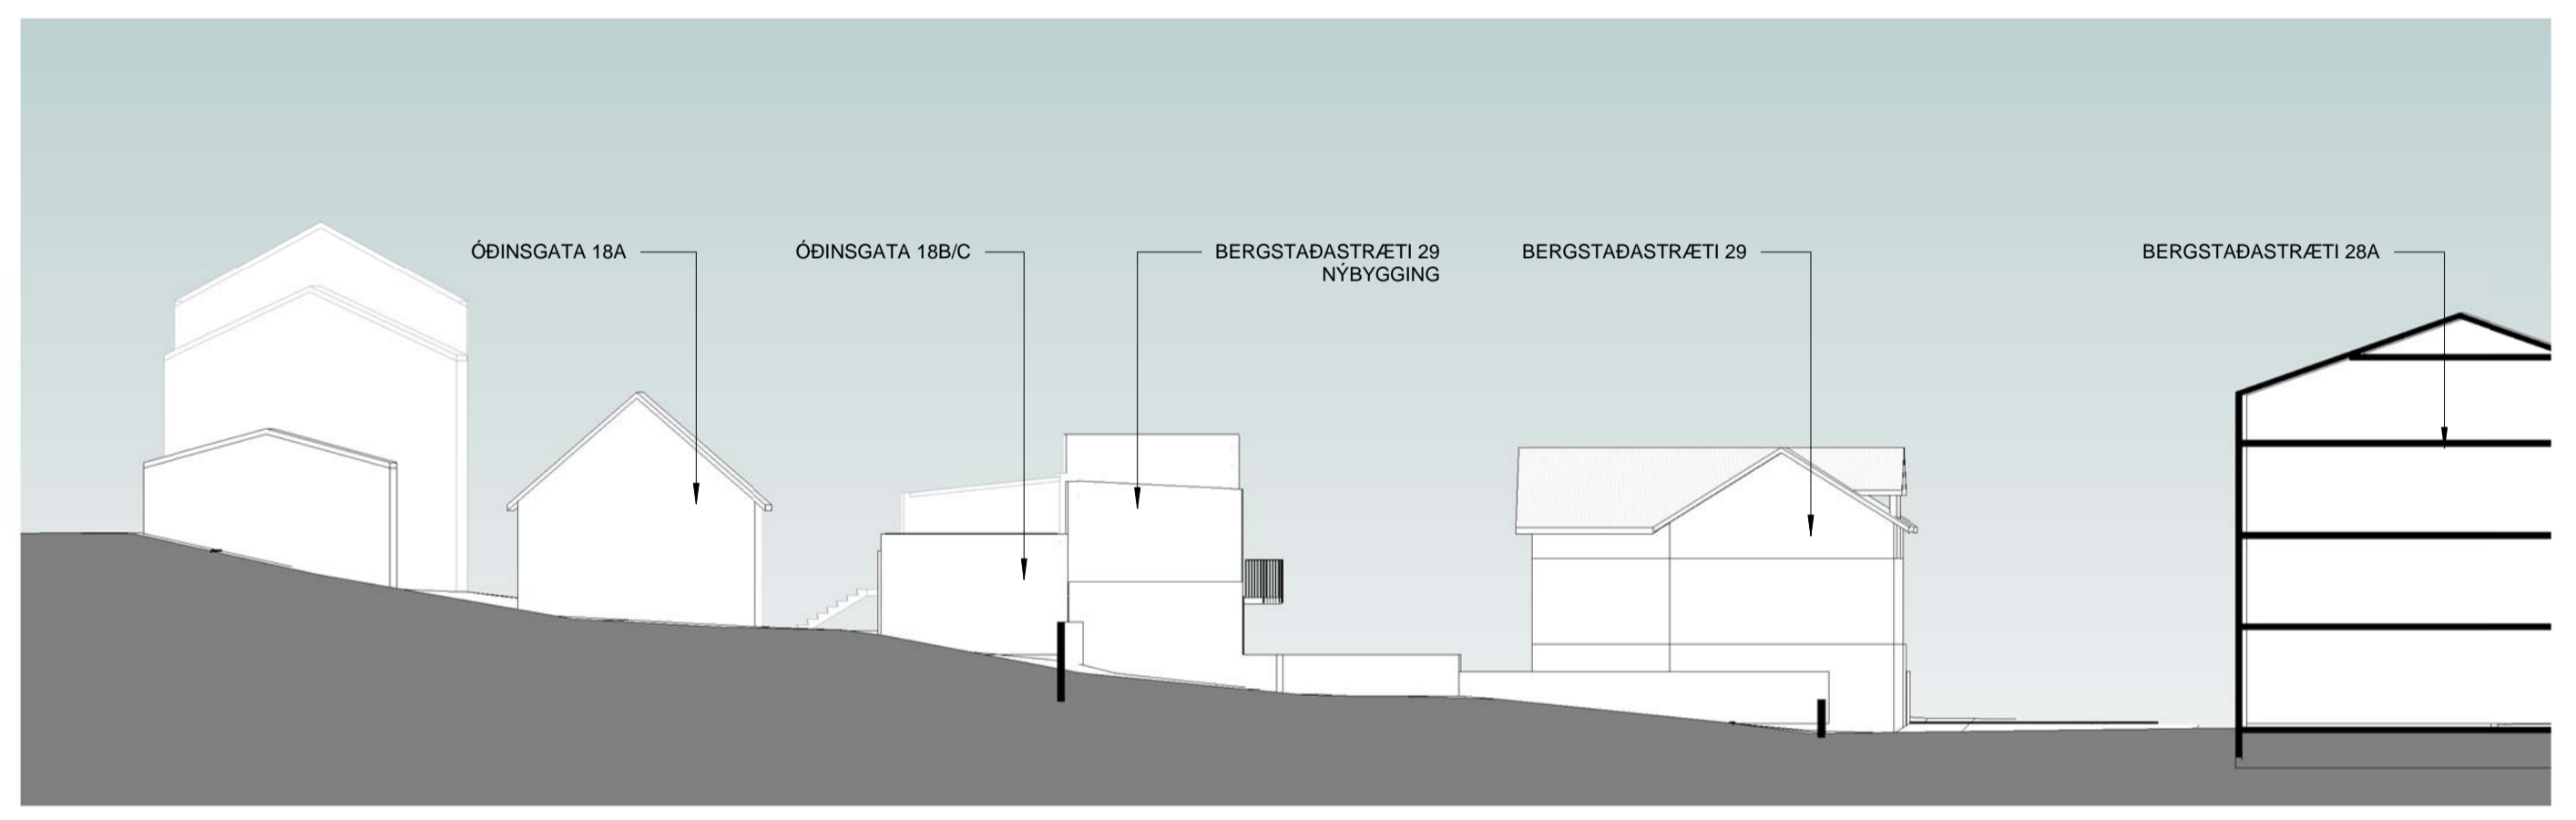 ÓÐINSGATA 18A
ÓÐINSGATA 18B/C
BERGSTAÐASTRÆTI 29
NÝBYGGING
BERGSTAÐASTRÆTI 29
BERGSTAÐASTRÆTI 28A